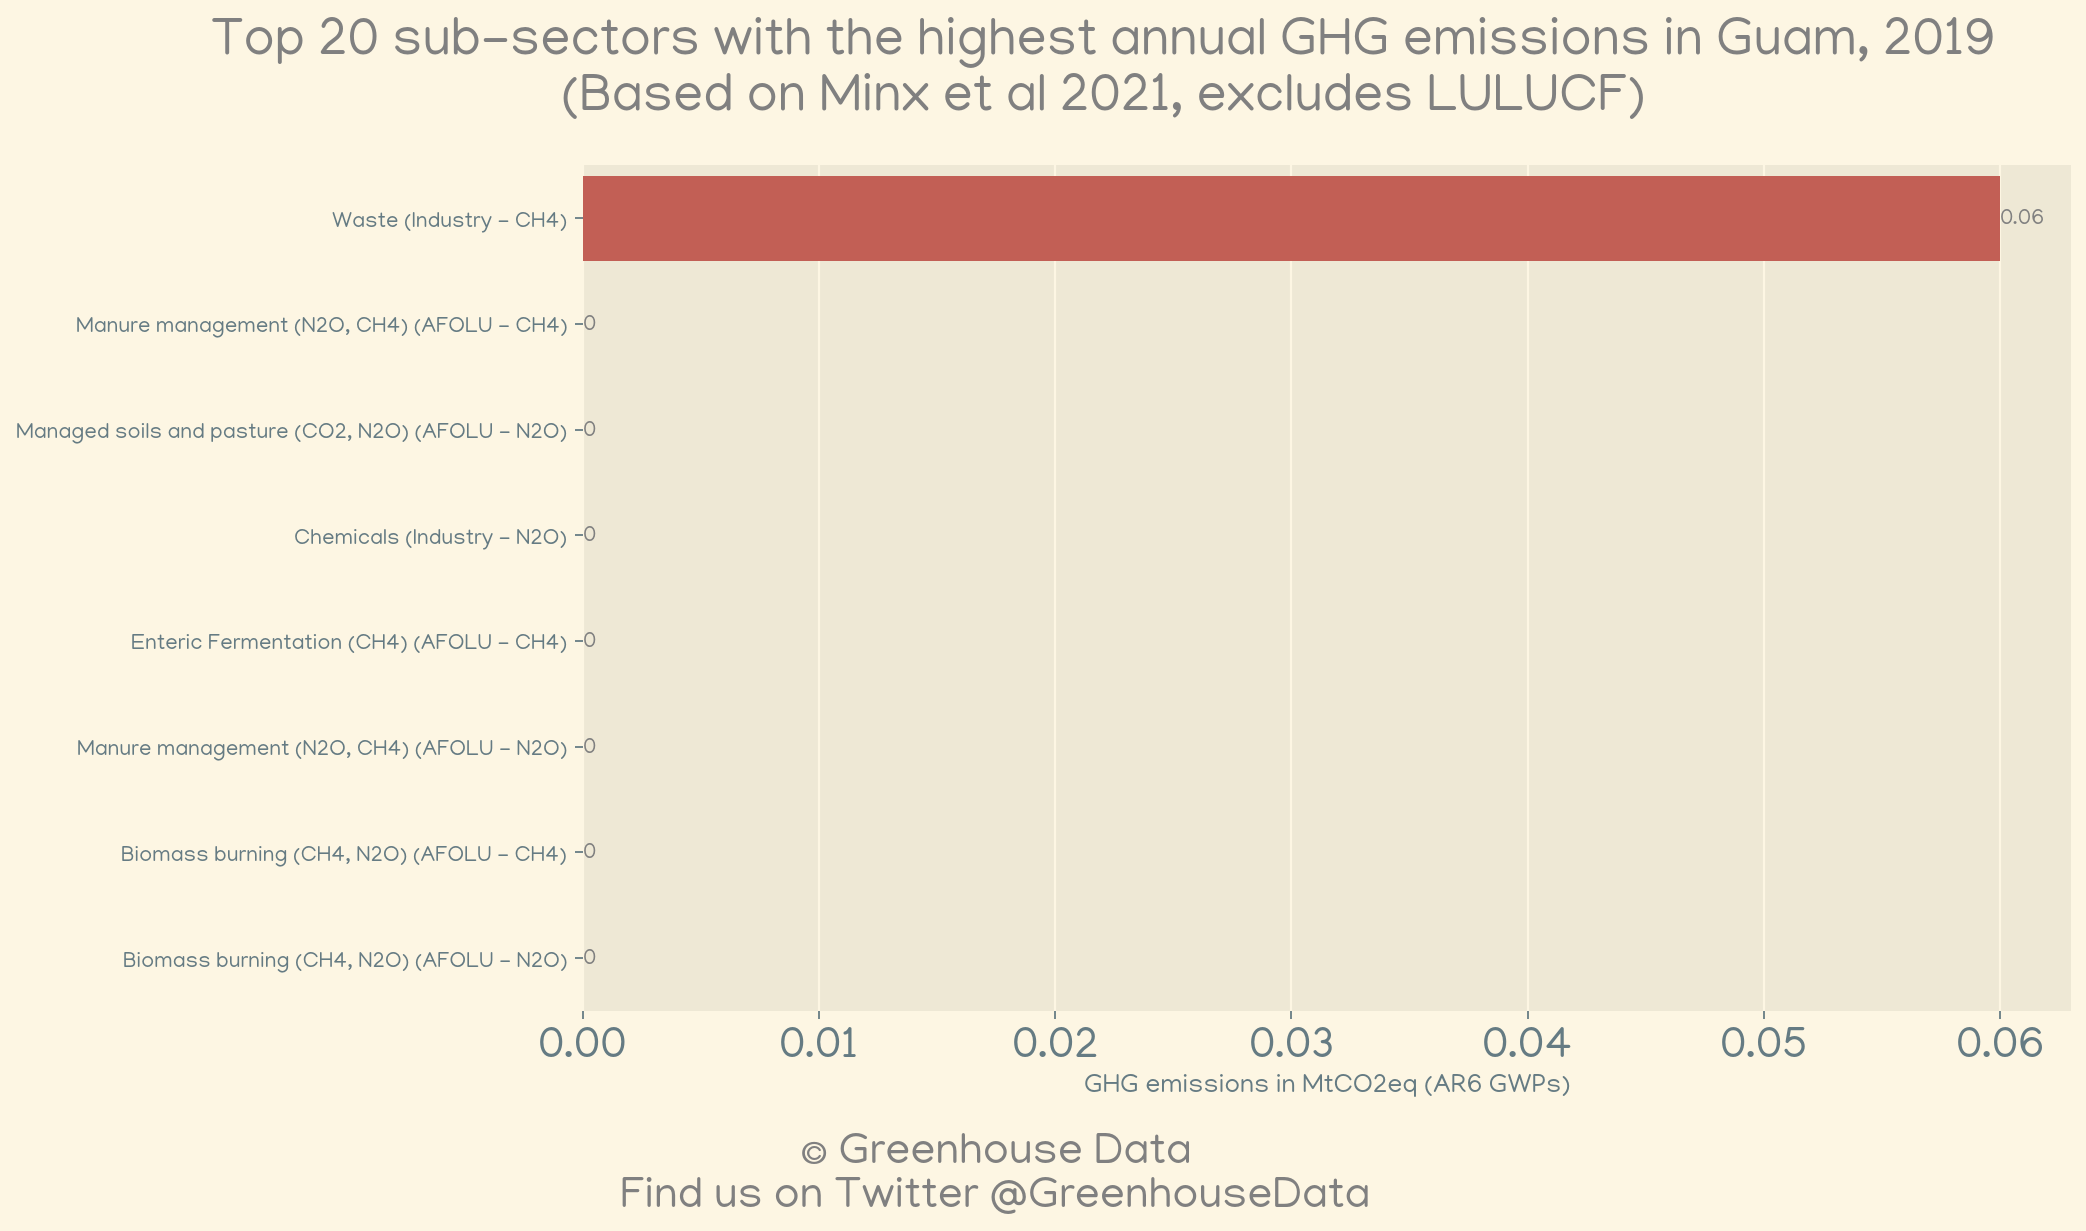 Top 20 sub-sectors with the highest annual GHG emissions in Guam, 2019
(Based on Minx et al 2021, excludes LULUCF)
Waste (Industry - CH4)
0.06
Manure management (N2O, CH4) (AFOLU - CH4)
0
Managed soils and pasture (CO2, N2O) (AFOLU - N2O)
0
Chemicals (Industry - N2O)
0
Enteric Fermentation (CH4) (AFOLU - CH4)
0
Manure management (N2O, CH4) (AFOLU - N2O)
0
Biomass burning (CH4, N2O) (AFOLU - CH4)
0
Biomass burning (CH4, N2O) (AFOLU - N2O)
0
0.00 0.01 0.02 0.03 0.04 0.05 0.06
GHG emissions in MtCO2eq (AR6 GWPs)
© Greenhouse Data
Find us on Twitter @GreenhouseData